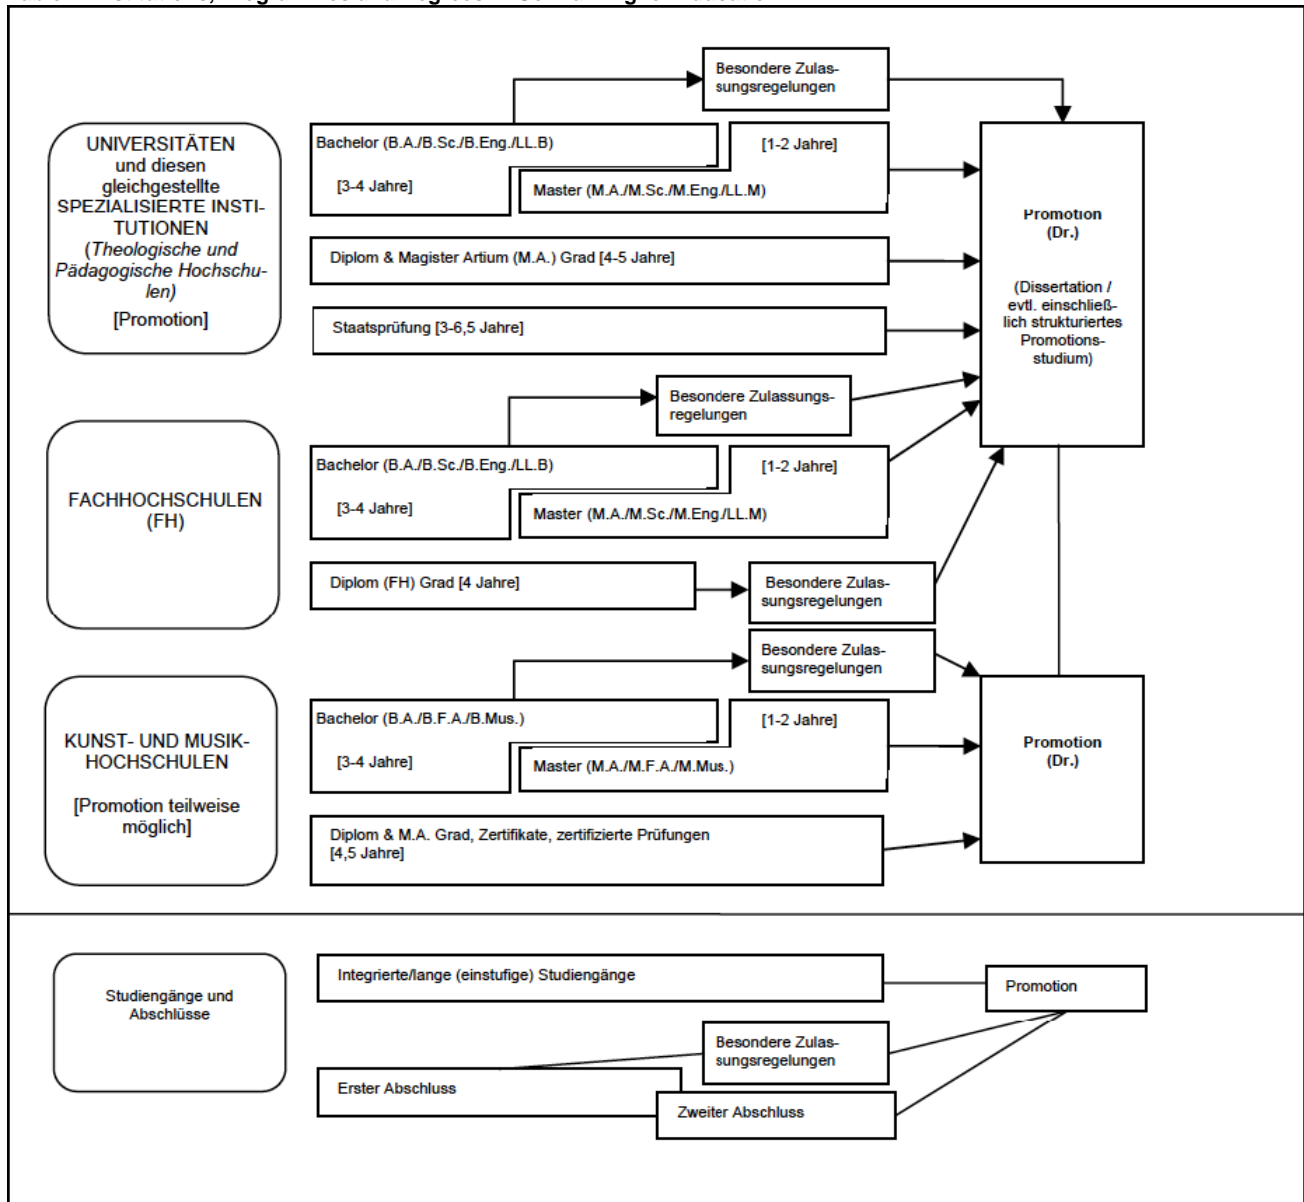 Besondere Zulas-
sungsregelungen
UNIVERSITÄTEN
und diesen
gleichgestellte
SPEZIALISIERTE INSTI-
TUTIONEN
(Theologische und
Pädagogische Hochschu-
len)
[Promotion]
Bachelor (B.A./B.Sc./B.Eng./LL.B)
[3-4 Jahre]
[1-2 Jahre]
Master (M.A./M.Sc./M.Eng./LL.M)
Diplom & Magister Artium (M.A.) Grad [4-5 Jahre]
Staatsprüfung [3-6,5 Jahre]
Promotion
(Dr.)
(Dissertation /
evtl. einschließ-
lich strukturiertes
Promotions-
studium)
Besondere Zulassungs-
regelungen
FACHHOCHSCHULEN
(FH)
Bachelor (B.A./B.Sc./B.Eng./LL.B)
[3-4 Jahre]
[1-2 Jahre]
Master (M.A./M.Sc./M.Eng./LL.M)
Diplom (FH) Grad [4 Jahre]
Besondere Zulas-
sungsregelungen
Besondere Zulas-
sungsregelungen
KUNST- UND MUSIK-
HOCHSCHULEN
[Promotion teilweise
möglich]
Bachelor (B.A./B.F.A./B.Mus.)
[3-4 Jahre]
[1-2 Jahre]
Master (M.A./M.F.A./M.Mus.)
Diplom & M.A. Grad, Zertifikate, zertifizierte Prüfungen
[4,5 Jahre]
Promotion
(Dr.)
Studiengänge und
Abschlüsse
Integrierte/lange (einstufige) Studiengänge
Promotion
Besondere Zulas-
sungsregelungen
Erster Abschluss
Zweiter Abschluss